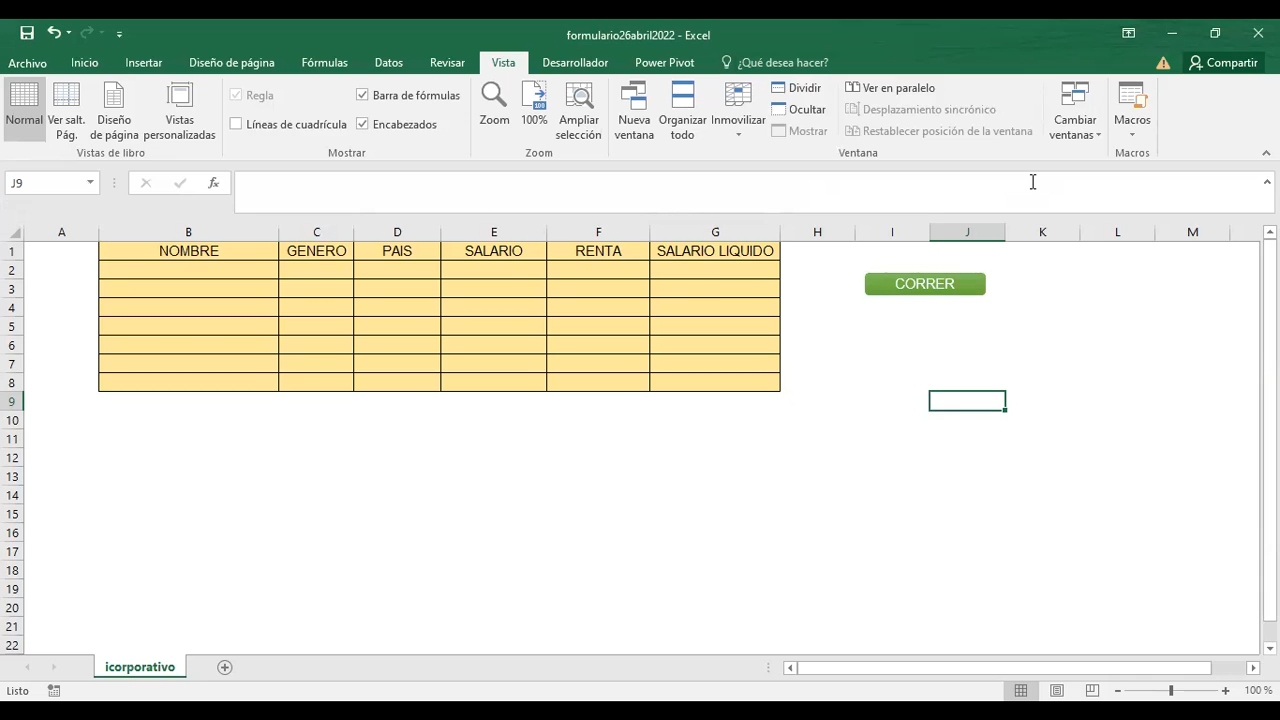 formulario26abril2022 - Excel
Archivo Inicio Insertar Diseño de página Fórmulas Datos Revisar Vista Desarrollador Power Pivot ¿Qué desea hacer? Compartir
Normal Ver salt. Pág. Diseño de página Vistas personalizadas
Vistas de libro
Regla Barra de fórmulas
Líneas de cuadrícula Encabezados
Mostrar
Zoom 100% Ampliar selección
100
Zoom
Nueva ventana Organizar todo Inmovilizar
Dividir Ver en paralelo
Ocultar Desplazamiento sincrónico
Mostrar Restablecer posición de la ventana
Cambiar ventanas
Ventana
Macros
Macros
J9 fx
A B C D E F G H I J K L M
1 NOMBRE GENERO PAIS SALARIO RENTA SALARIO LIQUIDO
2
3 CORRER
4
5
6
7
8
9
10
11
12
13
14
15
16
17
18
19
20
21
22
icorporativo
Listo 100 %